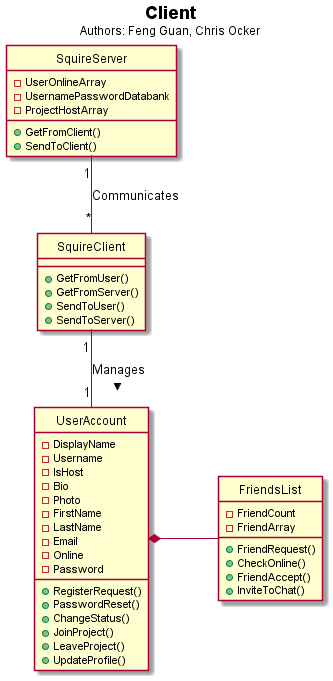 Client
Authors: Feng Guan, Chris Ocker
SquireServer
UserOnlineArray
UsernamePasswordDatabank
ProjectHostArray
GetFromClient()
SendToClient()
1
Communicates
*
SquireClient
GetFromUser()
GetFromServer()
SendToUser()
SendToServer()
1
Manages
1
UserAccount
DisplayName
Username
IsHost
Bio
Photo
FirstName
LastName
Email
Online
Password
RegisterRequest()
PasswordReset()
ChangeStatus()
JoinProject()
LeaveProject()
UpdateProfile()
FriendsList
FriendCount
FriendArray
FriendRequest()
CheckOnline()
FriendAccept()
InviteToChat()